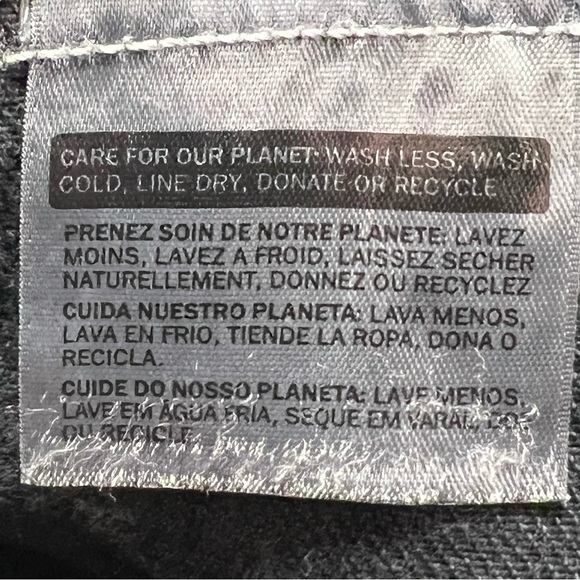 CARE FOR OUR PLANET: WASH LESS, WASH
COLD, LINE DRY, DONATE OR RECYCLE
PRENEZ SOIN DE NOTRE PLANETE: LAVEZ
MOINS, LAVEZ A FROID, LAISSEZ SECHER
NATURELLEMENT, DONNEZ OU RECYCLEZ
CUIDA NUESTRO PLANETA: LAVA MENOS,
LAVA EN FRIO, TIENDE LA ROPA, DONA O
RECICLA.
CUIDE DO NOSSO PLANETA: LAVE MENOS,
LAVE EM ÁGUA FRIA, SEQUE EM VARAL,
OU RECICLE